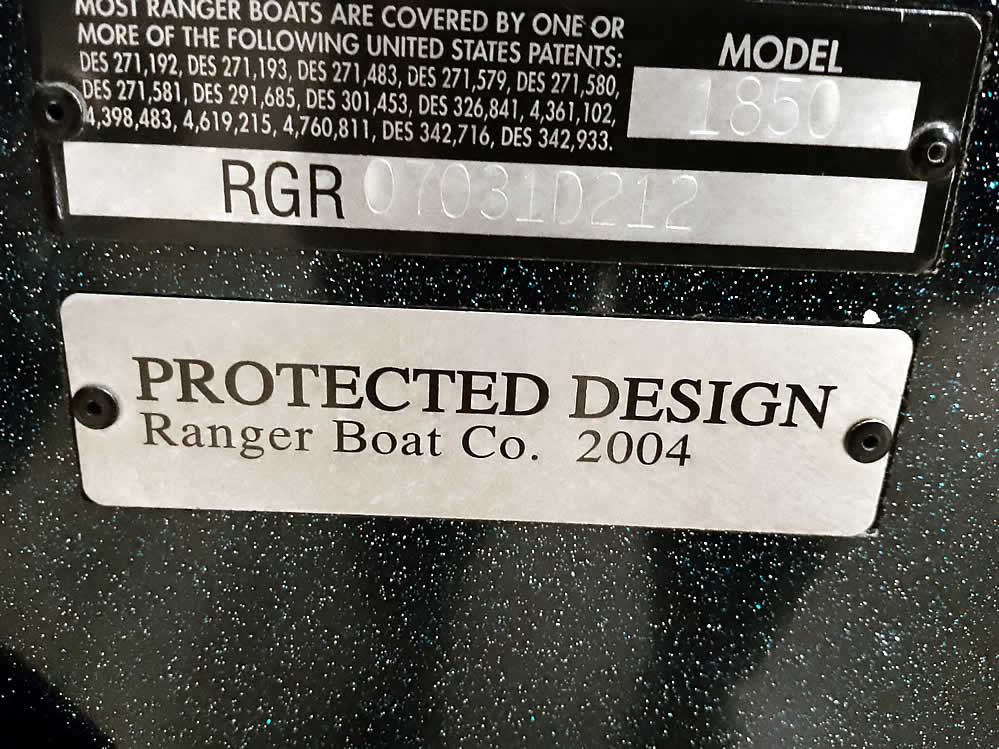 MOST RANGER BOATS ARE COVERED BY ONE OR
MORE OF THE FOLLOWING UNITED STATES PATENTS:
DES 271,192, DES 271,193, DES 271,483, DES 271,579, DES 271,580,
DES 271,581, DES 291,685, DES 301,453, DES 326,841, 4,361,102,
4,398,483, 4,619,215, 4,760,811, DES 342,716, DES 342,933.
MODEL
1850
RGR 07031D212
PROTECTED DESIGN
Ranger Boat Co. 2004